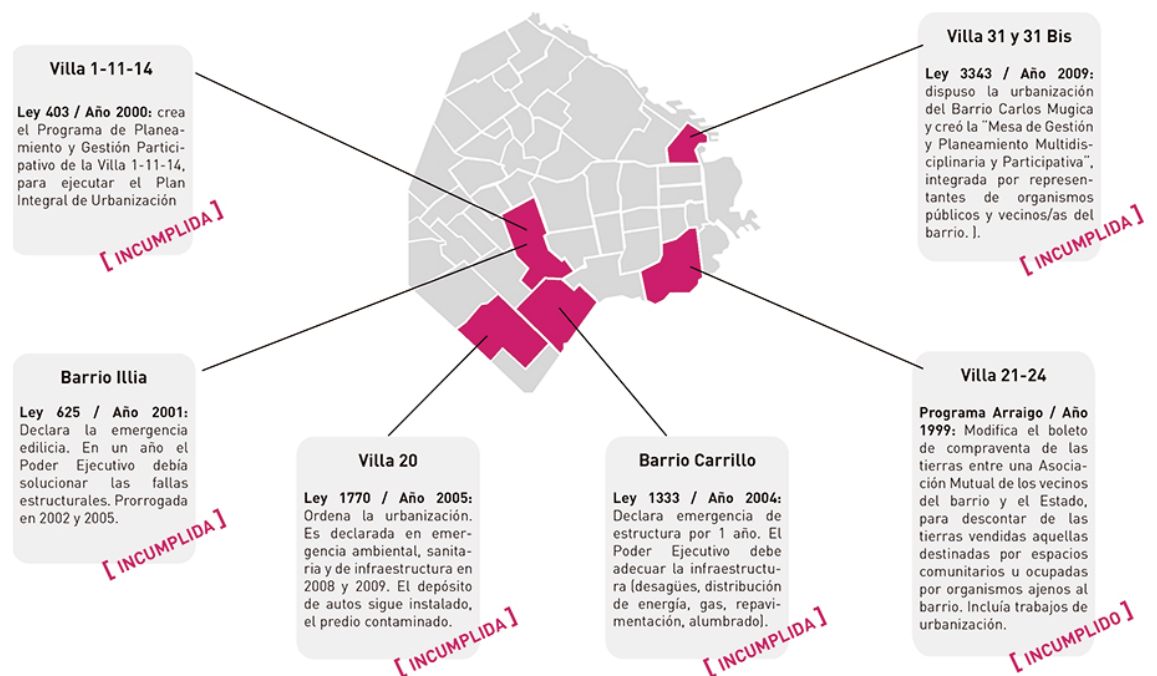 Villa 1-11-14
Ley 403 / Año 2000: crea
el Programa de Planea-
miento y Gestión Partici-
pativo de la Villa 1-11-14,
para ejecutar el Plan
Integral de Urbanización
[ INCUMPLIDA ]
Villa 31 y 31 Bis
Ley 3343 / Año 2009:
dispuso la urbanización
del Barrio Carlos Mugica
y creó la "Mesa de Gestión
y Planeamiento Multidis-
ciplinaria y Participativa",
integrada por represen-
tantes de organismos
públicos y vecinos/as del
barrio. ).
[ INCUMPLIDA ]
Barrio Illia
Ley 625 / Año 2001:
Declara la emergencia
edilicia. En un año el
Poder Ejecutivo debía
solucionar las fallas
estructurales. Prorrogada
en 2002 y 2005.
[ INCUMPLIDA ]
Villa 20
Ley 1770 / Año 2005:
Ordena la urbanización.
Es declarada en emer-
gencia ambiental, sanita-
ria y de infraestructura en
2008 y 2009. El depósito
de autos sigue instalado,
el predio contaminado.
[ INCUMPLIDA ]
Barrio Carrillo
Ley 1333 / Año 2004:
Declara emergencia de
estructura por 1 año. El
Poder Ejecutivo debe
adecuar la infraestructu-
ra (desagües, distribución
de energía, gas, repavi-
mentación, alumbrado).
[ INCUMPLIDA ]
Villa 21-24
Programa Arraigo / Año
1999: Modifica el boleto
de compraventa de las
tierras entre una Asocia-
ción Mutual de los vecinos
del barrio y el Estado,
para descontar de las
tierras vendidas aquellas
destinadas por espacios
comunitarios u ocupadas
por organismos ajenos al
barrio. Incluía trabajos de
urbanización.
[ INCUMPLIDO ]